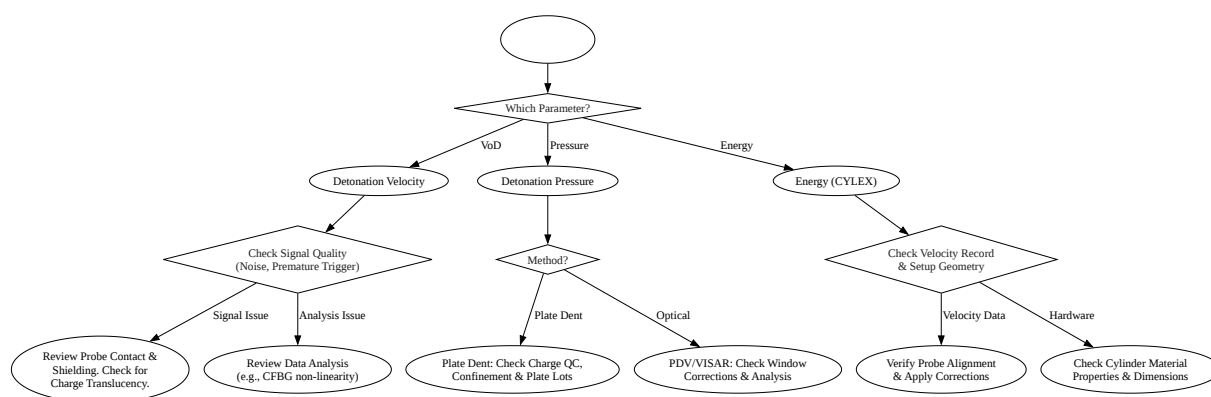 Which Parameter?
VoD
Pressure
Energy
Detonation Velocity
Detonation Pressure
Energy (CYLEX)
Check Signal Quality
(Noise, Premature Trigger)
Method?
Check Velocity Record
& Setup Geometry
Signal Issue
Analysis Issue
Plate Dent
Optical
Velocity Data
Hardware
Review Probe Contact &
Shielding. Check for
Charge Translucency.
Review Data Analysis
(e.g., CFBG non-linearity)
Plate Dent: Check Charge QC,
Confinement & Plate Lots
PDV/VISAR: Check Window
Corrections & Analysis
Verify Probe Alignment
& Apply Corrections
Check Cylinder Material
Properties & Dimensions